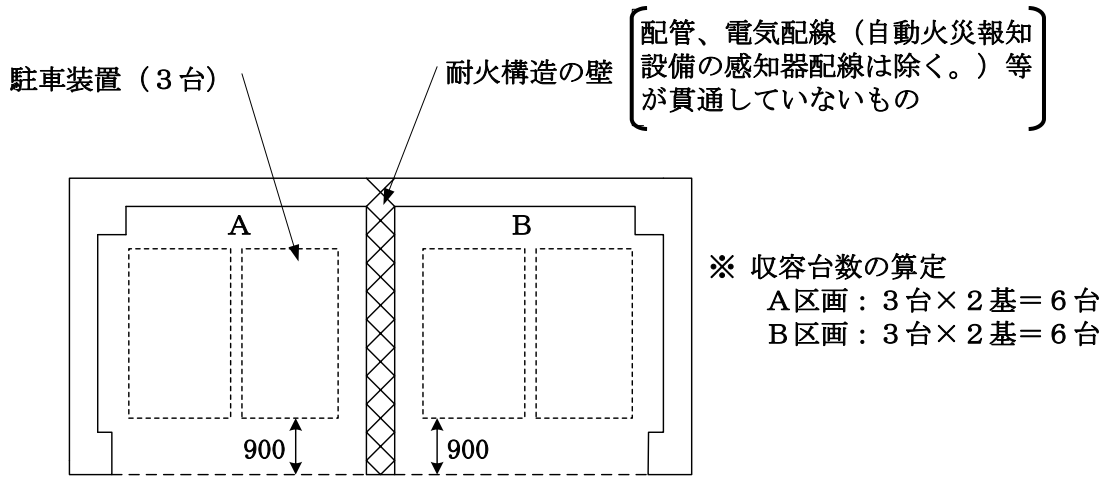 駐車装置（３台）
耐火構造の壁
配管、電気配線（自動火災報知
設備の感知器配線は除く。）等
が貫通していないもの
A
B
900
900
※ 収容台数の算定
Ａ区画：３台×２基＝６台
Ｂ区画：３台×２基＝６台